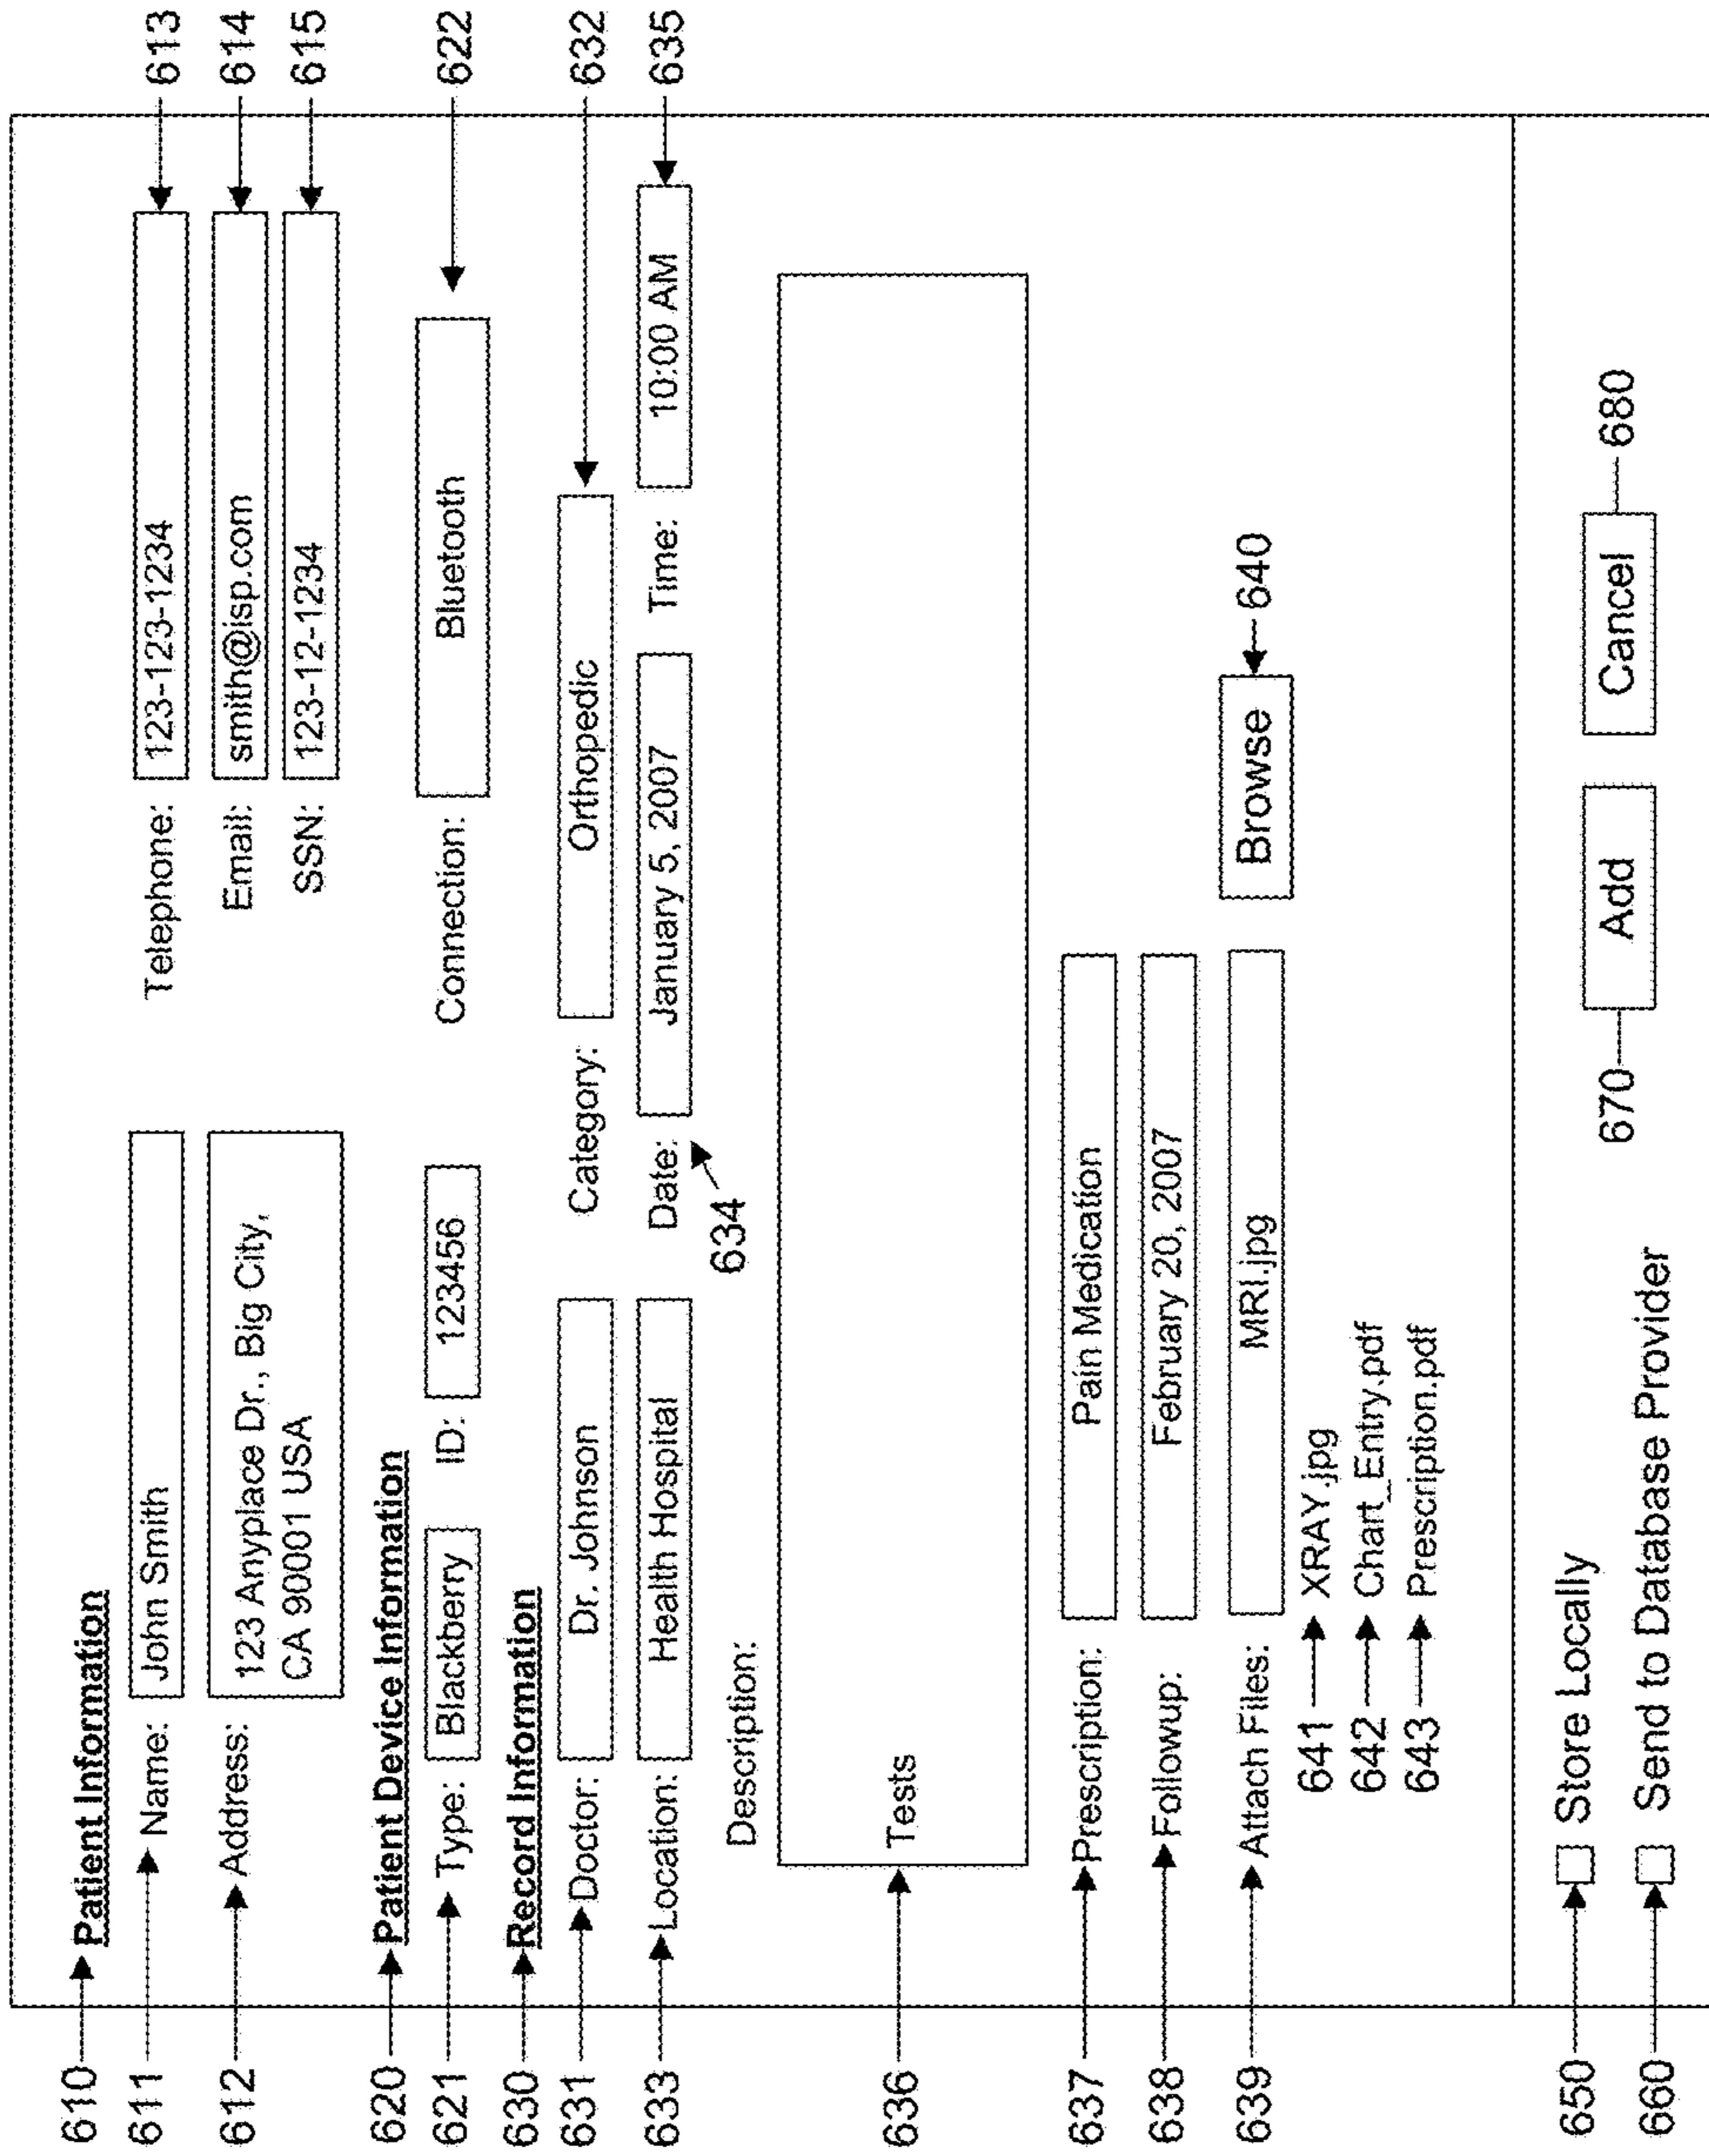 610 Patient Information
611 Name: John Smith Telephone: 123-123-1234 613
612 Address: 123 Anyplace Dr., Big City, Email: smith@isp.com 614
CA 90001 USA SSN: 123-12-1234 615
620 Patient Device Information
621 Type: Blackberry ID: 123456 Connection: Bluetooth 622
630 Record Information
631 Doctor: Dr. Johnson Category: Orthopedic 632
633 Location: Health Hospital Date: January 5, 2007 Time: 10:00 AM 635
634
Description:
636 Tests
637 Prescription: Pain Medication
638 Followup: February 20, 2007
639 Attach Files: MRI.jpg Browse 640
641 XRAY.jpg
642 Chart_Entry.pdf
643 Prescription.pdf
650 Store Locally
660 Send to Database Provider
670 Add Cancel 680